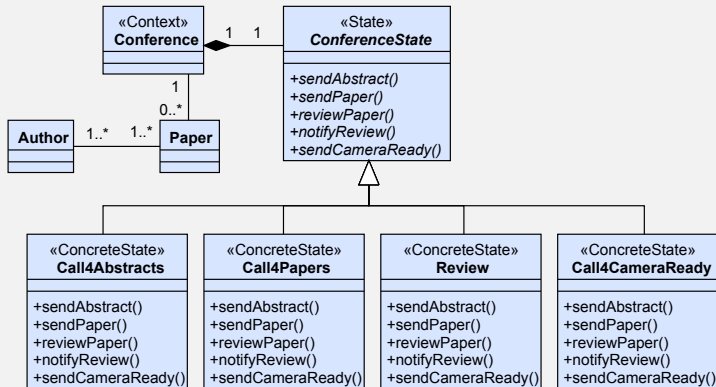 «Context»
Conference
1
1
«State»
ConferenceState
+sendAbstract()
+sendPaper()
+reviewPaper()
+notifyReview()
+sendCameraReady()
1
0..*
Author
1..*
1..*
Paper
«ConcreteState»
Call4Abstracts
+sendAbstract()
+sendPaper()
+reviewPaper()
+notifyReview()
+sendCameraReady()
«ConcreteState»
Call4Papers
+sendAbstract()
+sendPaper()
+reviewPaper()
+notifyReview()
+sendCameraReady()
«ConcreteState»
Review
+sendAbstract()
+sendPaper()
+reviewPaper()
+notifyReview()
+sendCameraReady()
«ConcreteState»
Call4CameraReady
+sendAbstract()
+sendPaper()
+reviewPaper()
+notifyReview()
+sendCameraReady()